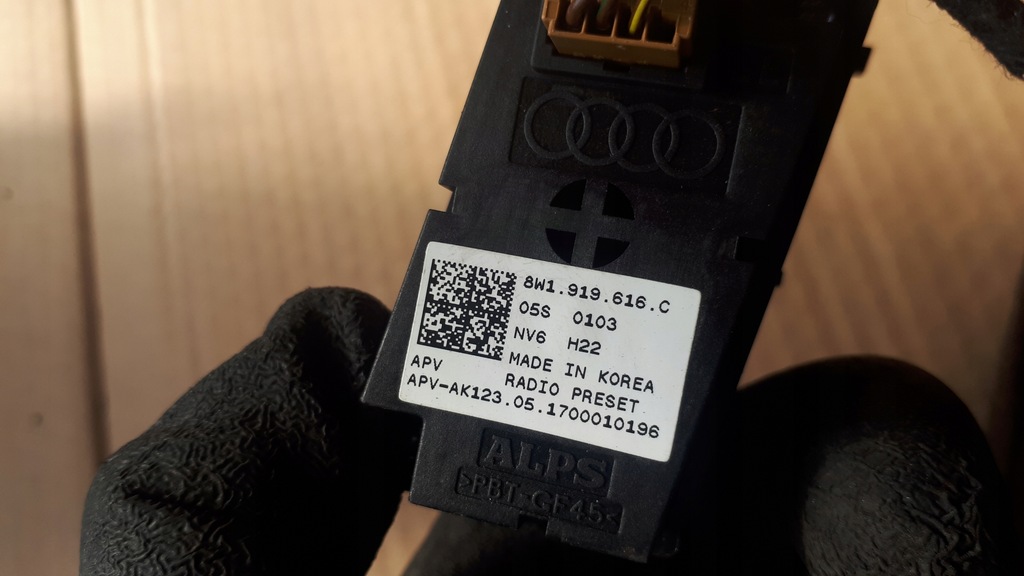 8W1.919.616.C
05S 0103
NV6 H22
MADE IN KOREA
APV RADIO PRESET
APV-AK123.05.1700010196
ALPS
>PBT-GF45<